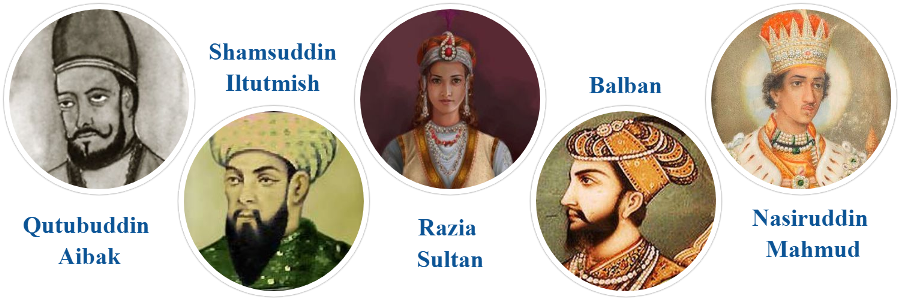 Qutubuddin
Aibak
Shamsuddin
Iltutmish
Razia
Sultan
Balban
Nasiruddin
Mahmud